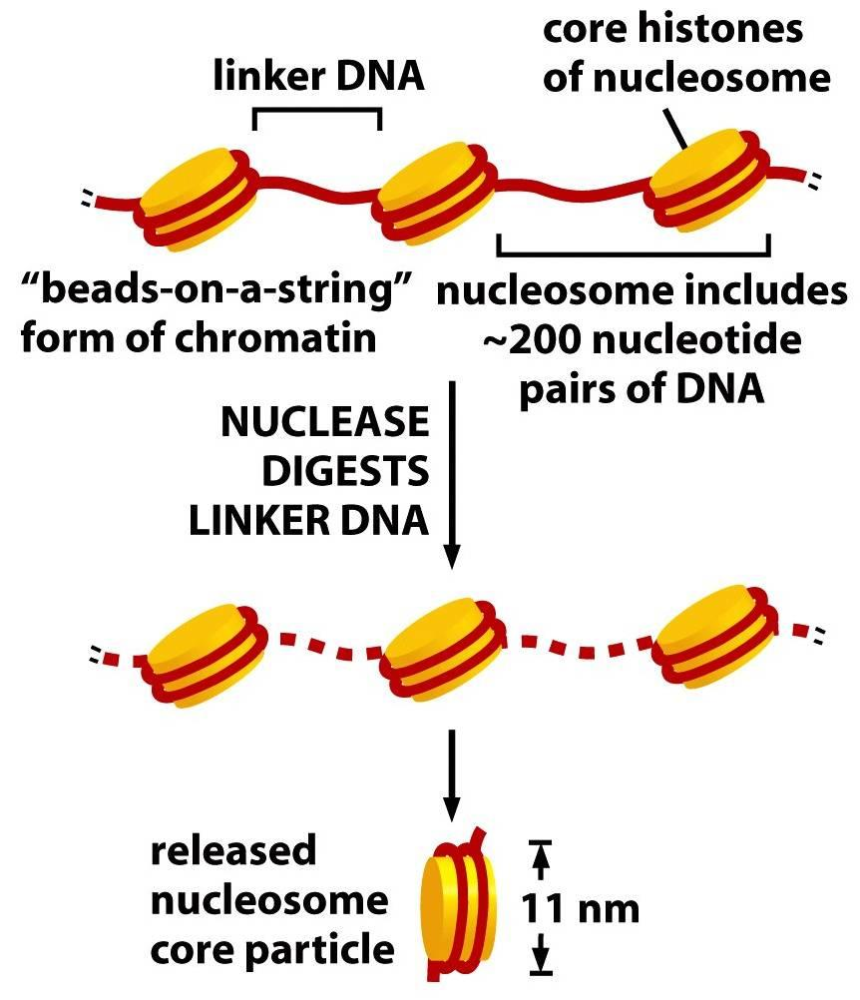 core histones
of nucleosome
linker DNA
“beads-on-a-string”
form of chromatin
nucleosome includes
~200 nucleotide
pairs of DNA
NUCLEASE
DIGESTS
LINKER DNA
released
nucleosome
core particle
11 nm